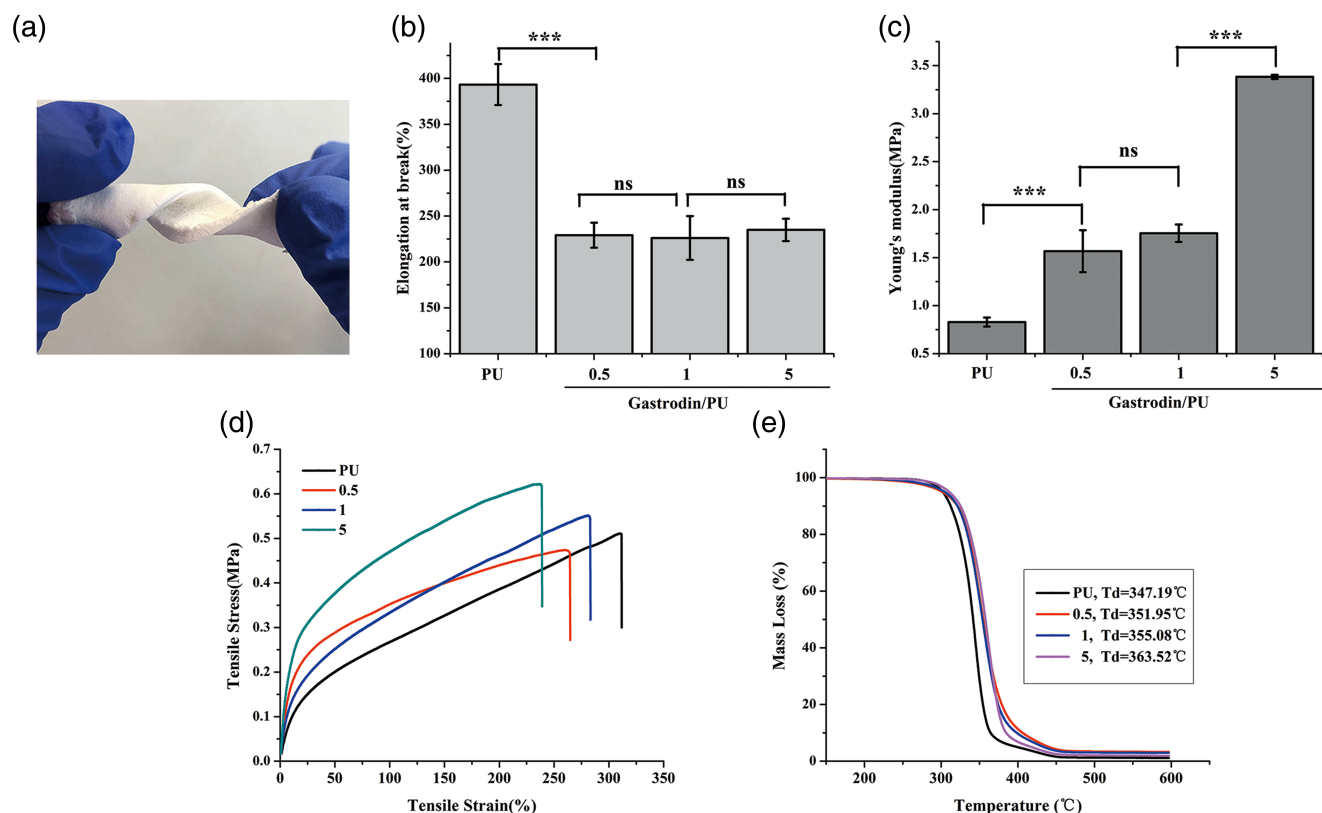 (a)
(b)
***
ns
ns
Elongation at break(%)
400
350
300
250
200
150
100
PU
0.5
1
5
Gastrodin/PU
(c)
***
ns
***
Young's modulus(MPa)
3.5
3.0
2.5
2.0
1.5
1.0
0.5
PU
0.5
1
5
Gastrodin/PU
(d)
Tensile Stress(MPa)
0.7
0.6
0.5
0.4
0.3
0.2
0.1
0.0
PU
0.5
1
5
0
50
100
150
200
250
300
350
Tensile Strain(%)
(e)
Mass Loss (%)
100
80
60
40
20
0
PU, Td=347.19℃
0.5, Td=351.95℃
1, Td=355.08℃
5, Td=363.52℃
200
300
400
500
600
Temperature (℃)